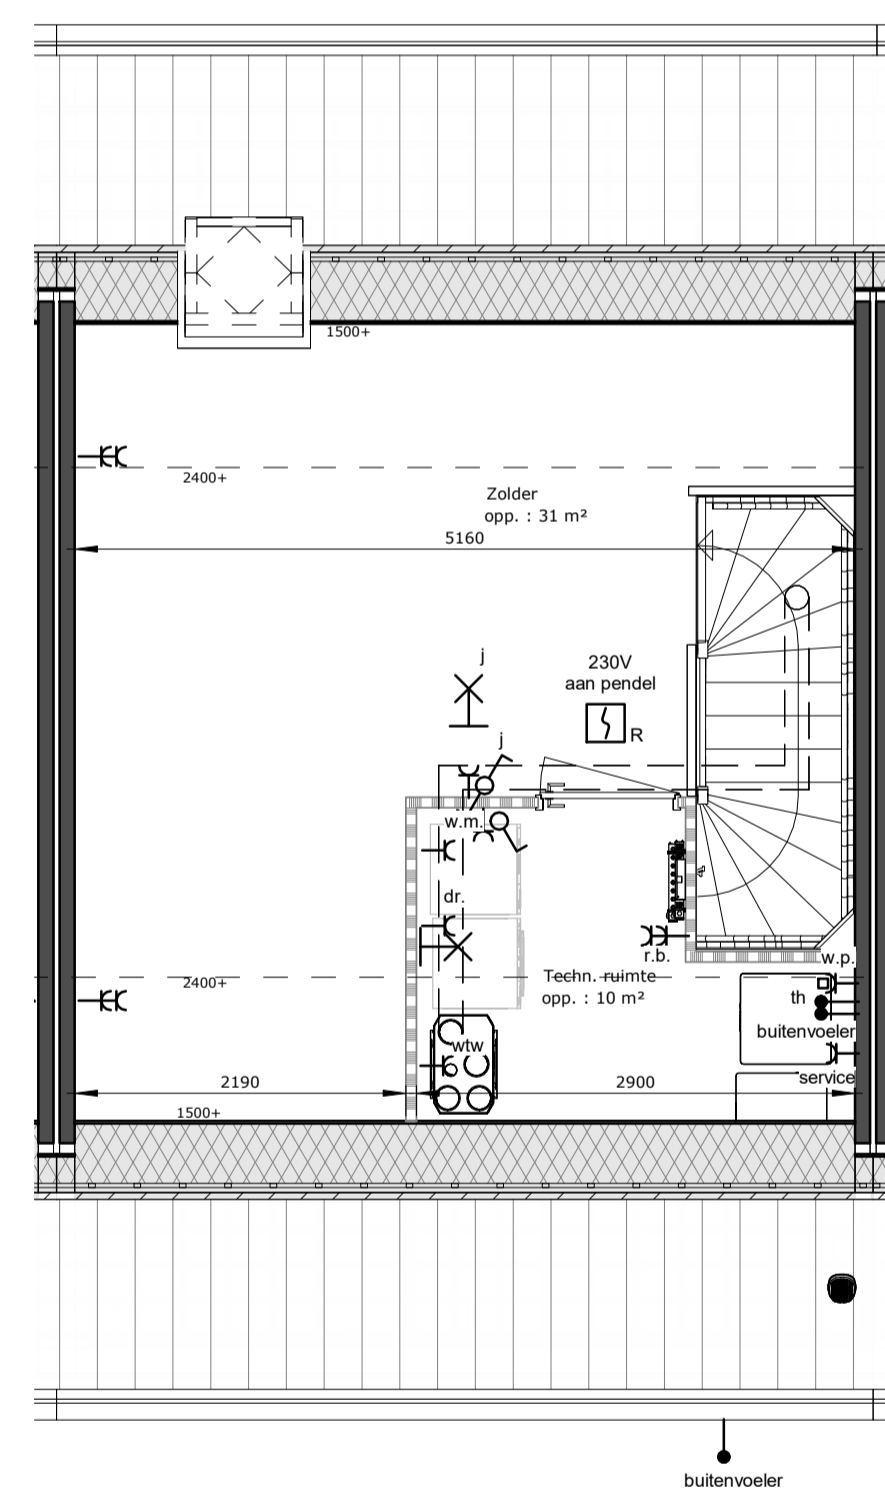 1500+
2400+
Zolder
opp. : 31 m²
5160
j
230V
aan pendel
R
j
w.m.
dr.
r.b.
w.p.
2400+
Techn. ruimte
opp. : 10 m²
th
buitenvoeler
wtw
service
2190
2900
1500+
buitenvoeler